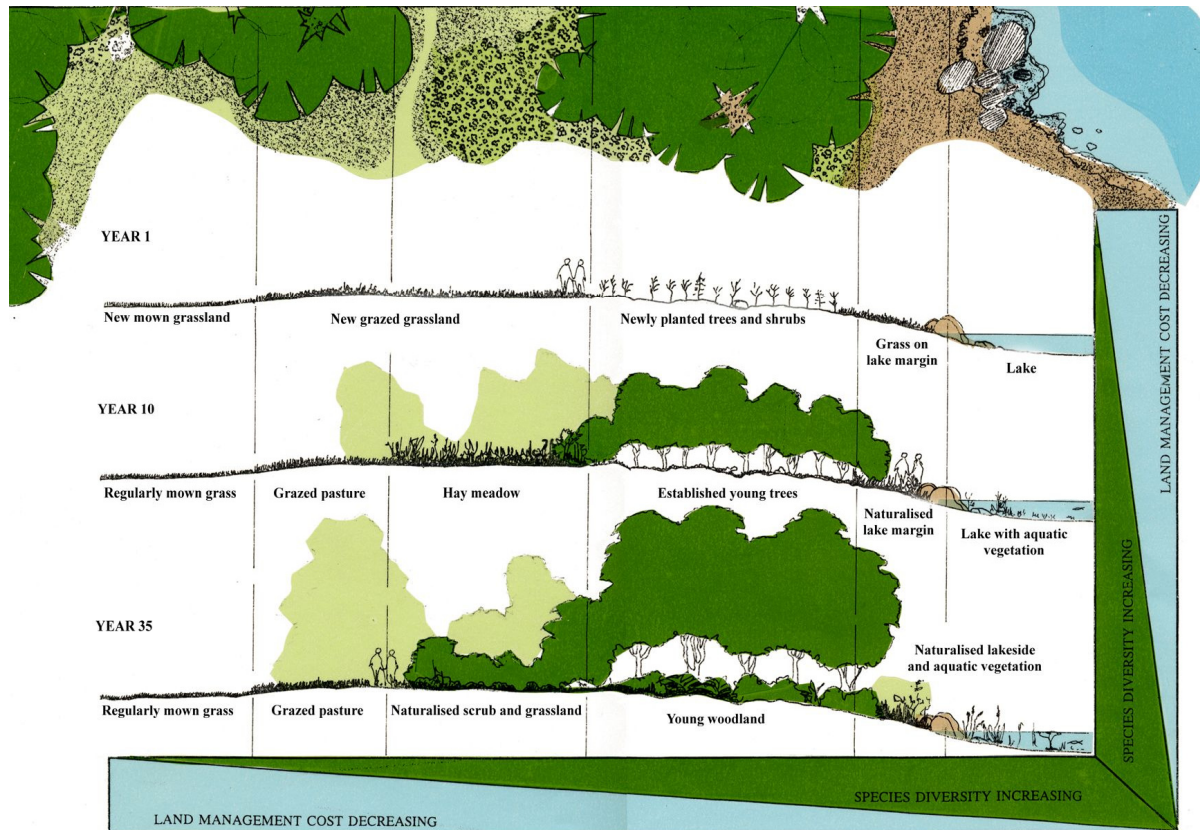 YEAR 1
New mown grassland
New grazed grassland
Newly planted trees and shrubs
Grass on
lake margin
Lake
YEAR 10
Regularly mown grass
Grazed pasture
Hay meadow
Established young trees
Naturalised
lake margin
Lake with aquatic
vegetation
YEAR 35
Regularly mown grass
Grazed pasture
Naturalised scrub and grassland
Young woodland
Naturalised lakeside
and aquatic vegetation
LAND MANAGEMENT COST DECREASING
SPECIES DIVERSITY INCREASING
SPECIES DIVERSITY INCREASING
LAND MANAGEMENT COST DECREASING